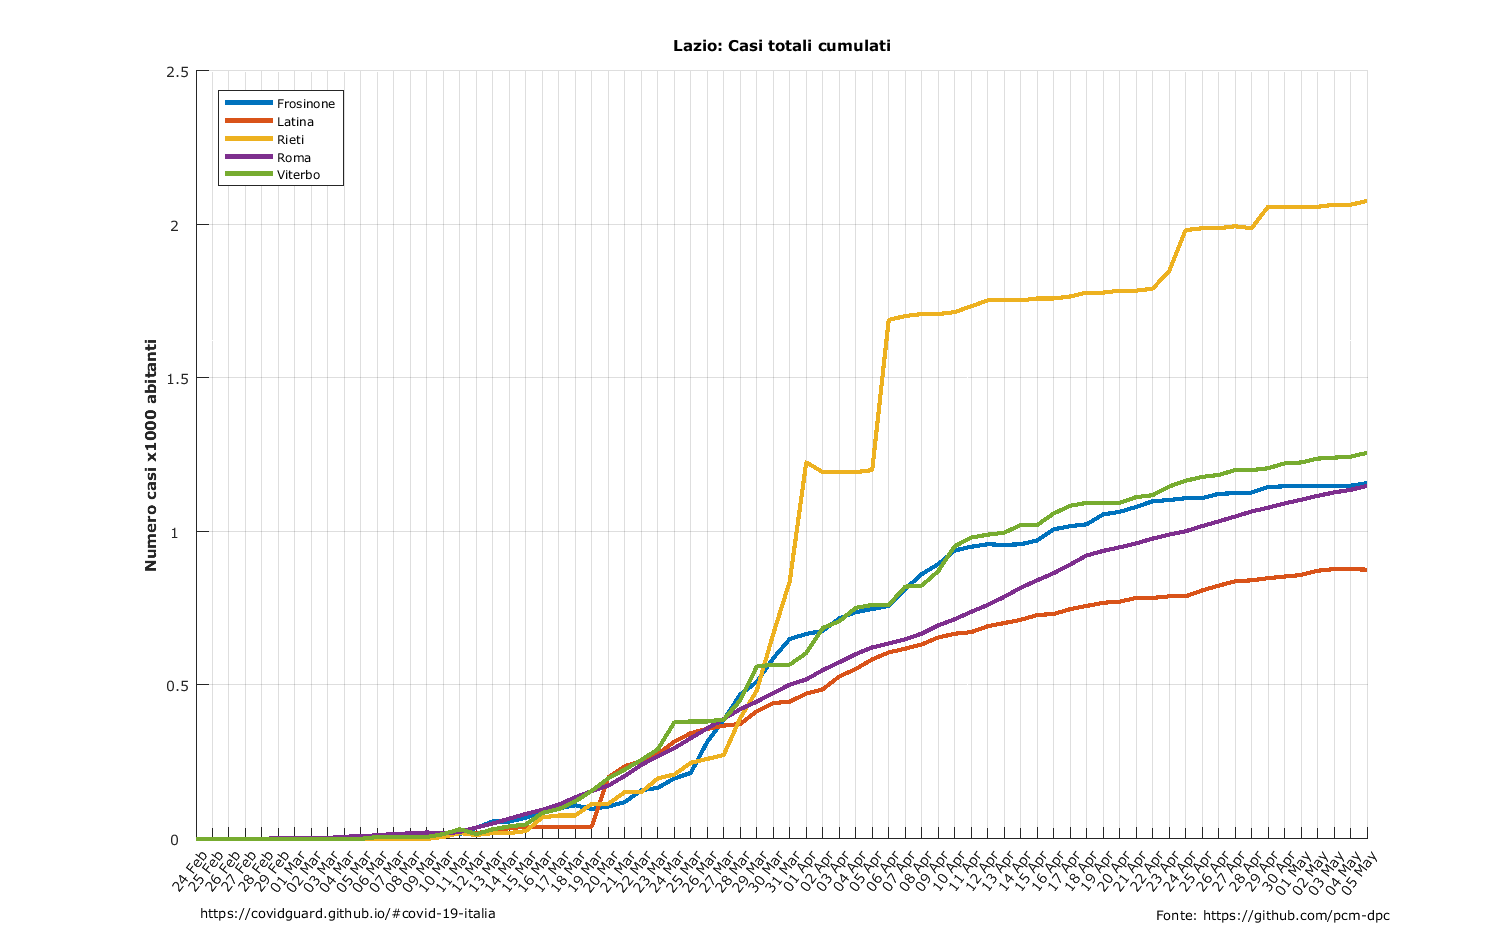 Lazio: Casi totali cumulati
2.5
2
1.5
1
0.5
0
Numero casi x1000 abitanti
Frosinone
Latina
Rieti
Roma
Viterbo
24 Feb
25 Feb
26 Feb
27 Feb
28 Feb
29 Feb
01 Mar
02 Mar
03 Mar
04 Mar
05 Mar
06 Mar
07 Mar
08 Mar
09 Mar
10 Mar
11 Mar
12 Mar
13 Mar
14 Mar
15 Mar
16 Mar
17 Mar
18 Mar
19 Mar
20 Mar
21 Mar
22 Mar
23 Mar
24 Mar
25 Mar
26 Mar
27 Mar
28 Mar
29 Mar
30 Mar
31 Mar
01 Apr
02 Apr
03 Apr
04 Apr
05 Apr
06 Apr
07 Apr
08 Apr
09 Apr
10 Apr
11 Apr
12 Apr
13 Apr
14 Apr
15 Apr
16 Apr
17 Apr
18 Apr
19 Apr
20 Apr
21 Apr
22 Apr
23 Apr
24 Apr
25 Apr
26 Apr
27 Apr
28 Apr
29 Apr
30 Apr
01 May
02 May
03 May
04 May
05 May
https://covidguard.github.io/#covid-19-italia
Fonte: https://github.com/pcm-dpc